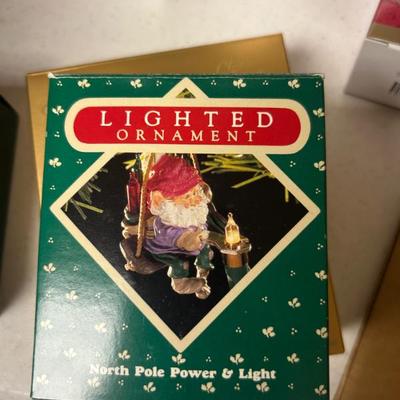 LIGHTED
ORNAMENT
North Pole Power & Light